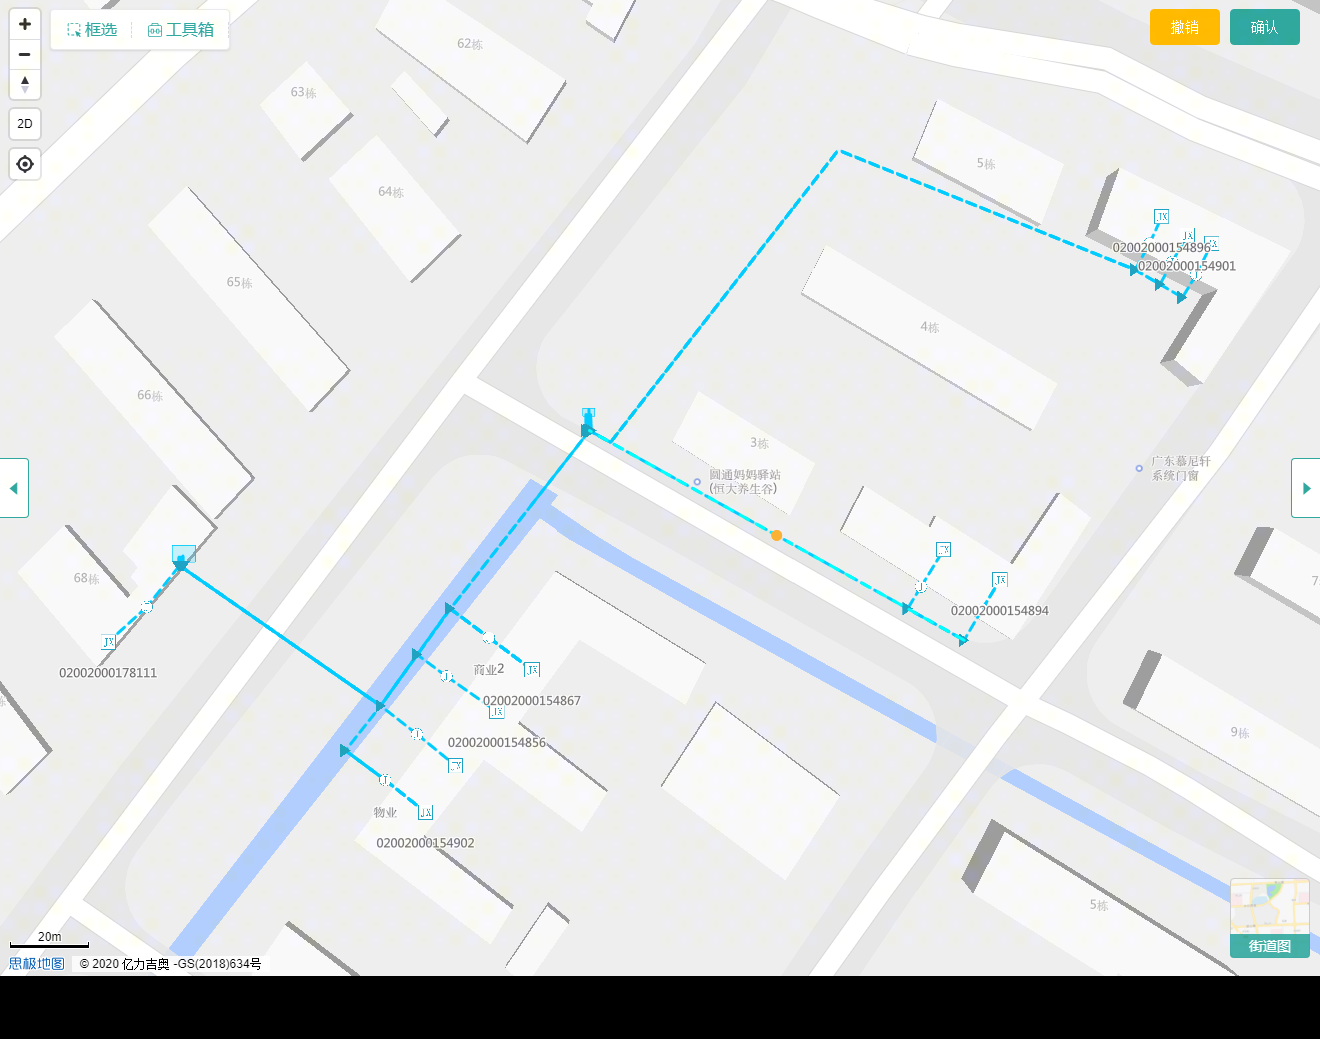 +
框选
工具箱
撤销
确认
−
2D
62栋
63栋
64栋
65栋
66栋
68栋
5栋
4栋
3栋
JX
JX
JX
02002000154896
02002000154901
圆通妈妈驿站
(恒大养生谷)
广东慕尼轩
系统门窗
JX
JX
02002000154894
JX
02002000178111
商业2
JX
02002000154867
JX
02002000154856
JX
物业
JX
02002000154902
9栋
5栋
20m
思极地图
© 2020 亿力吉奥 -GS(2018)634号
街道图